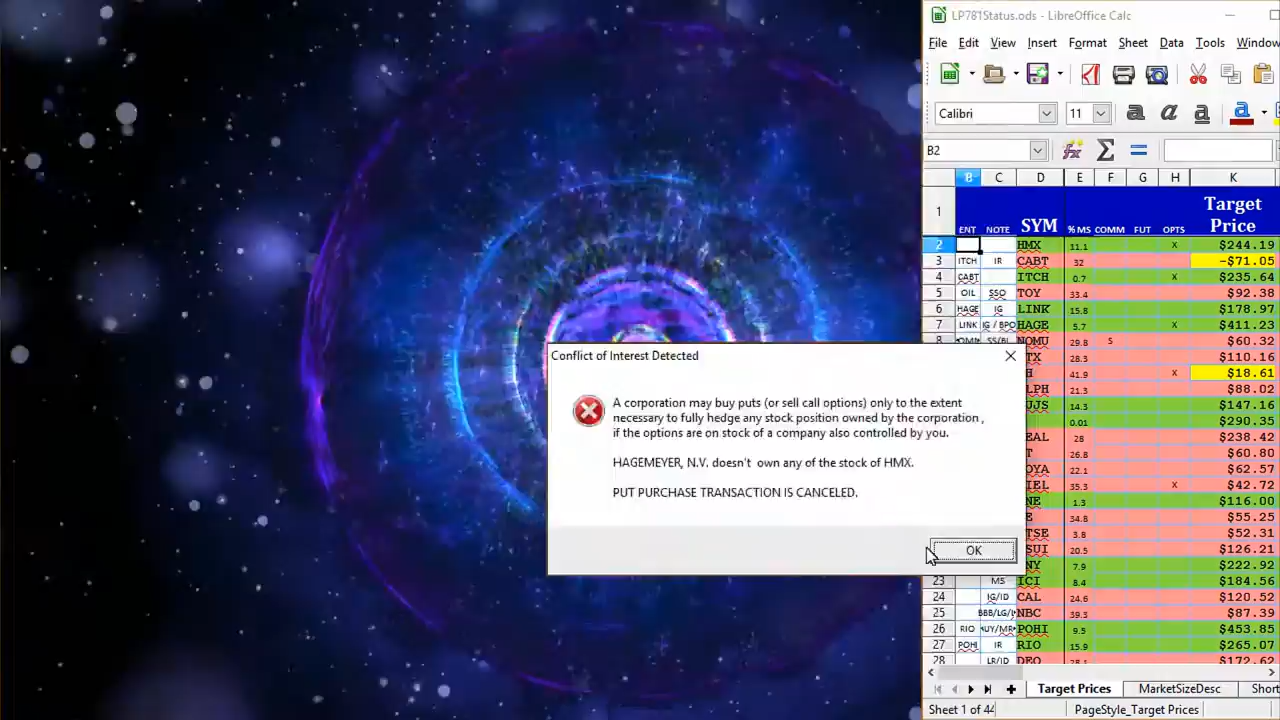 LP781Status.ods - LibreOffice Calc
File Edit View Insert Format Sheet Data Tools Window
Calibri 11 a a a a
B2
B C D E F G H K
1 ENT NOTE SYM % MS COMM FUT OPTS Target Price
2 HMX 11.1 X $244.19
3 ITCH IR CABT 32 -$71.05
4 CABT ITCH 0.7 X $235.64
5 OIL SSO TOY 33.4 $92.38
6 HAGE IG LINK 15.8 $178.97
7 LINK IG / BPO HAGE 5.7 X $411.23
8 NOMU 29.8 S $60.32
28.3 $110.16
41.9 X $18.61
21.3 $88.02
14.3 $147.16
0.01 $290.35
28 $238.42
26.8 $60.80
22.1 $62.57
35.3 X $42.72
1.3 $116.00
34.8 $55.25
3.8 $52.31
20.5 $126.21
7.9 $222.92
23 MS ICI 8.4 $184.56
24 IG/ID CAL 24.6 $120.52
25 NBC 39.3 $87.39
26 RIO POHI 9.5 $453.85
27 POHI IR RIO 15.9 $265.07
28 LR/ID DEO 28.1 $172.62
Conflict of Interest Detected
A corporation may buy puts (or sell call options) only to the extent
necessary to fully hedge any stock position owned by the corporation ,
if the options are on stock of a company also controlled by you.
HAGEMEYER, N.V. doesn't own any of the stock of HMX.
PUT PURCHASE TRANSACTION IS CANCELED.
OK
Target Prices MarketSizeDesc Short
Sheet 1 of 44 PageStyle_Target Prices